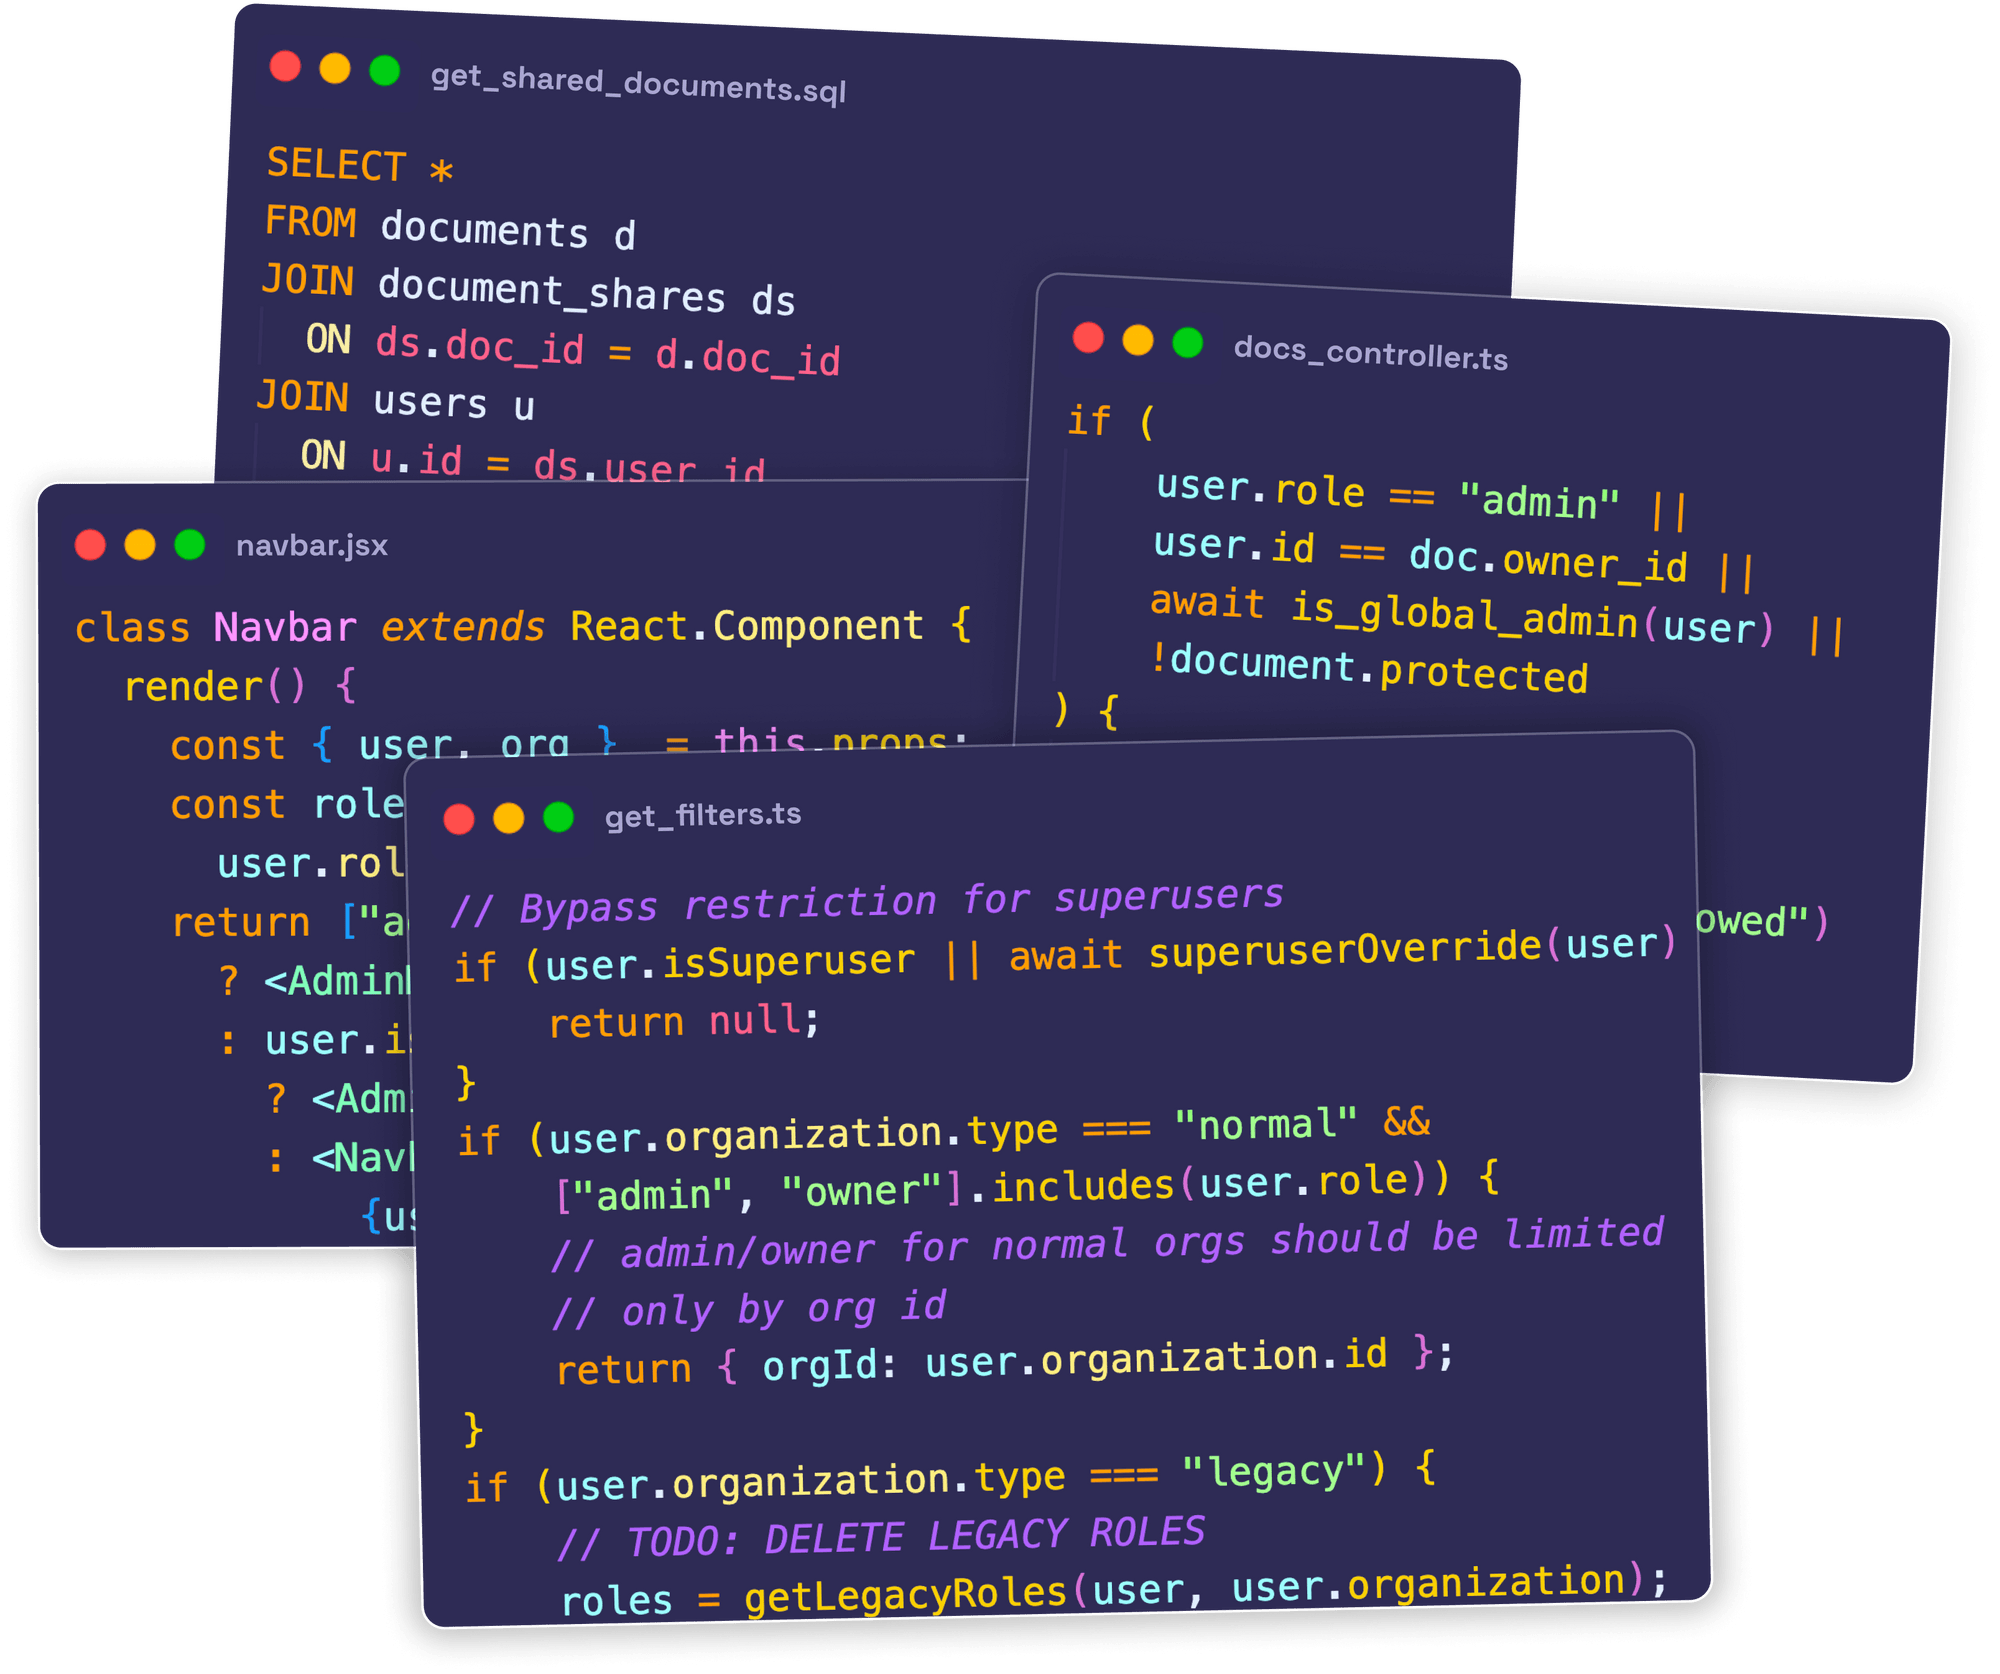 get_shared_documents.sql
SELECT *
FROM documents d
JOIN document_shares ds
ON ds.doc_id = d.doc_id
JOIN users u
ON u.id = ds.user_id
docs_controller.ts
if (
user.role == "admin" ||
user.id == doc.owner_id ||
await is_global_admin(user) ||
!document.protected
) {
owed")
navbar.jsx
class Navbar extends React.Component {
render() {
const { user, org } = this.props;
const role
user.rol
return ["a
? <Admin
: user.is
? <Adm
: <Nav
{us
get_filters.ts
// Bypass restriction for superusers
if (user.isSuperuser || await superuserOverride(user)
return null;
}
if (user.organization.type === "normal" &&
["admin", "owner"].includes(user.role)) {
// admin/owner for normal orgs should be limited
// only by org id
return { orgId: user.organization.id };
}
if (user.organization.type === "legacy") {
// TODO: DELETE LEGACY ROLES
roles = getLegacyRoles(user, user.organization);